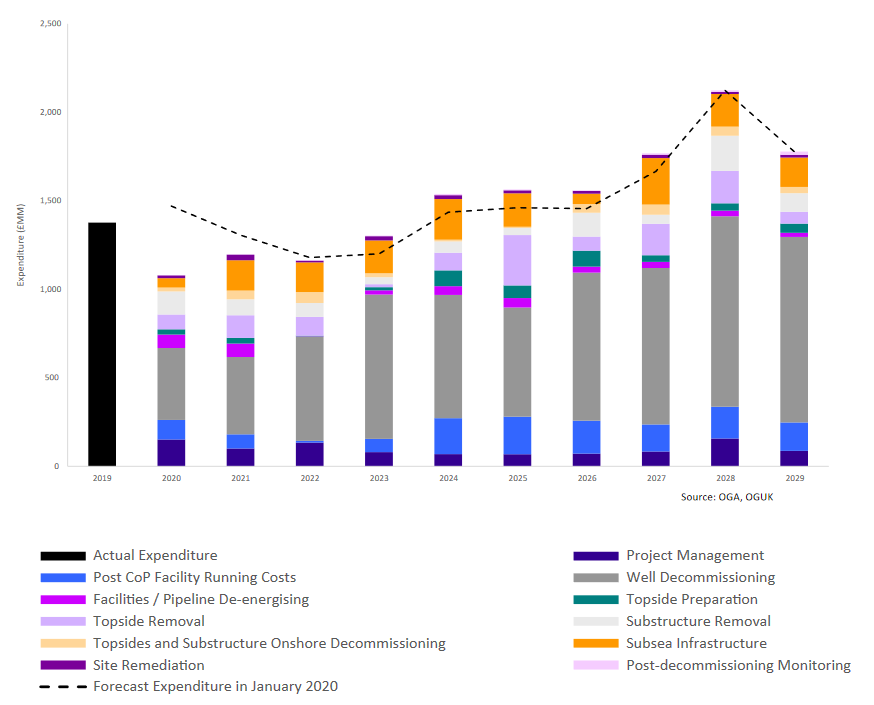 2,500
2,000
1,500
1,000
500
0
Expenditure (£MM)
2019 2020 2021 2022 2023 2024 2025 2026 2027 2028 2029
Source: OGA, OGUK
Actual Expenditure
Project Management
Post CoP Facility Running Costs
Well Decommissioning
Facilities / Pipeline De-energising
Topside Preparation
Topside Removal
Substructure Removal
Topsides and Substructure Onshore Decommissioning
Subsea Infrastructure
Site Remediation
Post-decommissioning Monitoring
Forecast Expenditure in January 2020